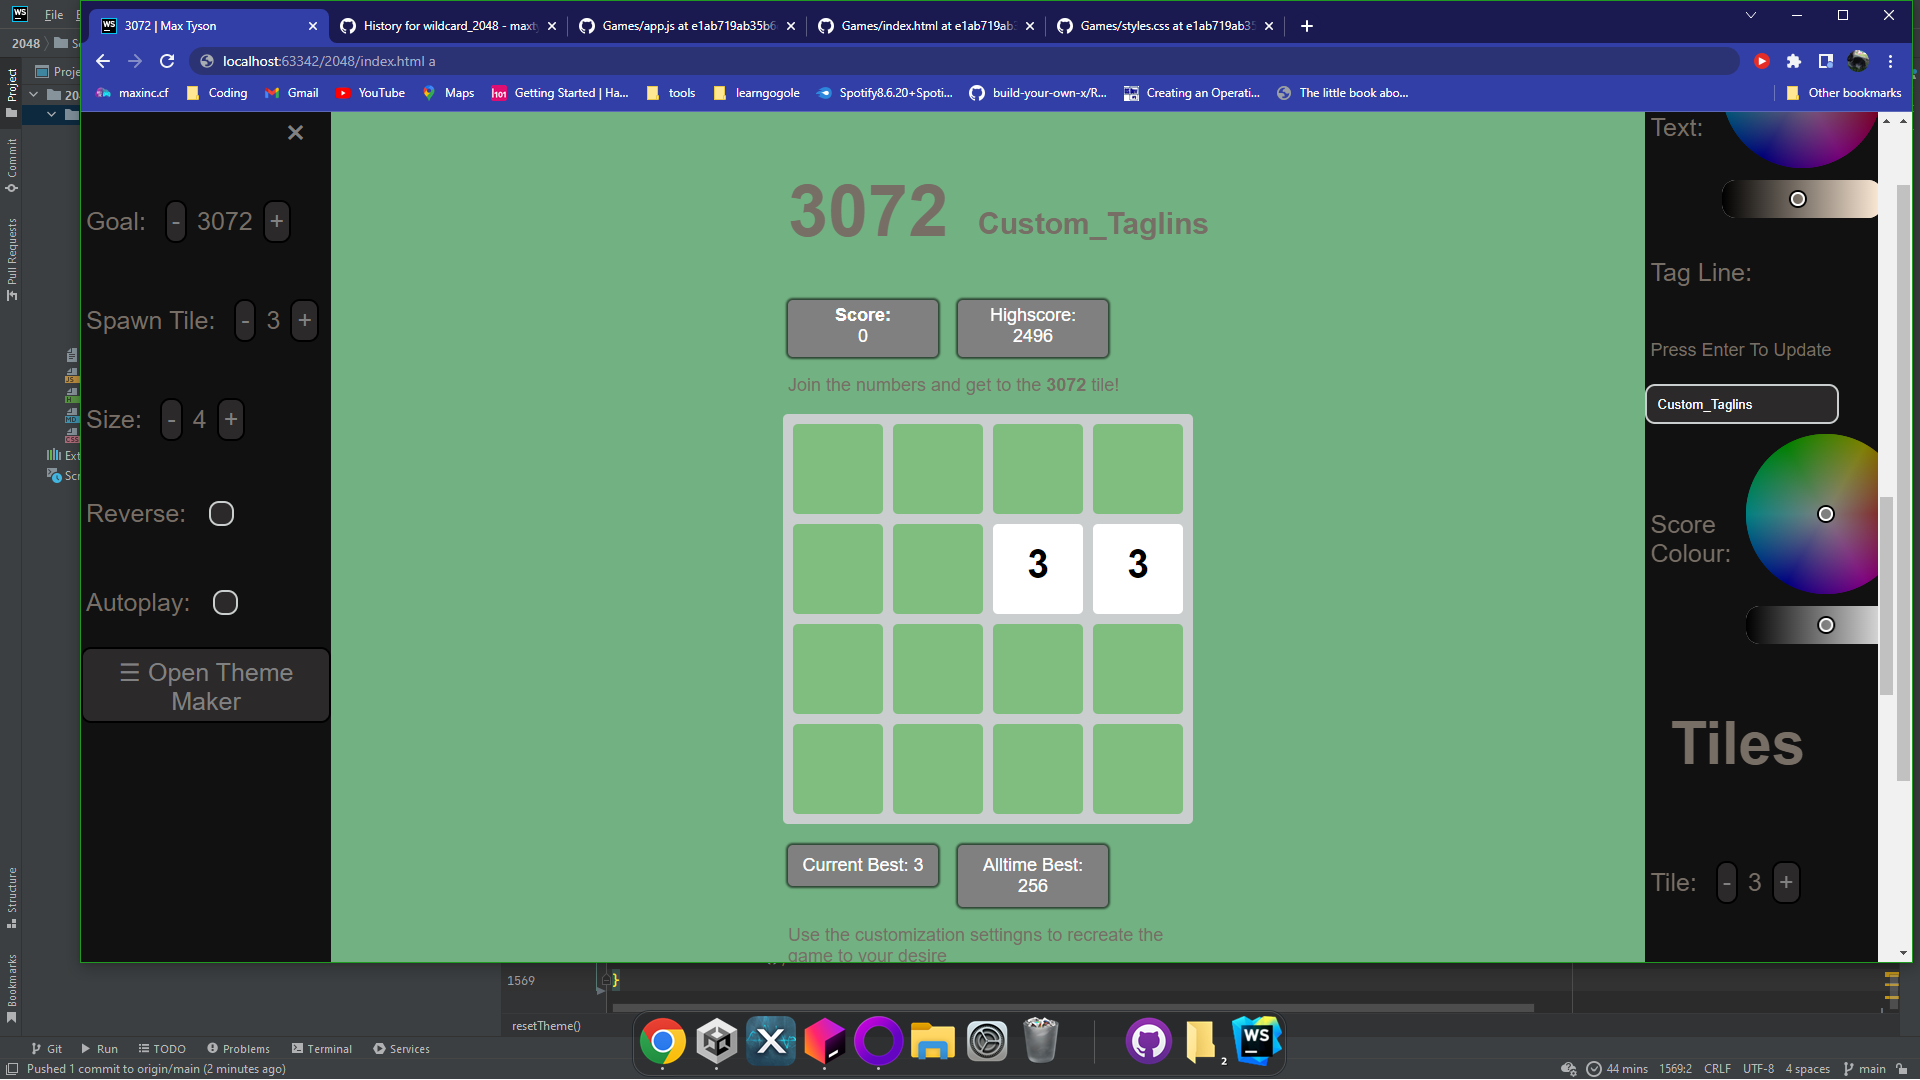 WS File
3072 | Max Tyson
History for wildcard_2048 - maxty
Games/app.js at e1ab719ab35b6
Games/index.html at e1ab719ab3
Games/styles.css at e1ab719ab35
2048
localhost:63342/2048/index.html a
maxinc.cf
Coding
Gmail
YouTube
Maps
Getting Started | Ha...
tools
learngogole
Spotify8.6.20+Spoti...
build-your-own-x/R...
Creating an Operati...
The little book abo...
Other bookmarks
Project
Commit
Pull Requests
Structure
Bookmarks
Goal: - 3072 +
Spawn Tile: - 3 +
Size: - 4 +
Reverse:
Autoplay:
☰ Open Theme
Maker
3072 Custom_Taglins
Score:
0
Highscore:
2496
Join the numbers and get to the 3072 tile!
3 3
Current Best: 3
Alltime Best:
256
Use the customization settingns to recreate the
game to your desire
Text:
Tag Line:
Press Enter To Update
Custom_Taglins
Score
Colour:
Tiles
Tile: - 3 +
1569 }
resetTheme()
Git
Run
TODO
Problems
Terminal
Services
2
WS
Pushed 1 commit to origin/main (2 minutes ago)
44 mins 1569:2 CRLF UTF-8 4 spaces main